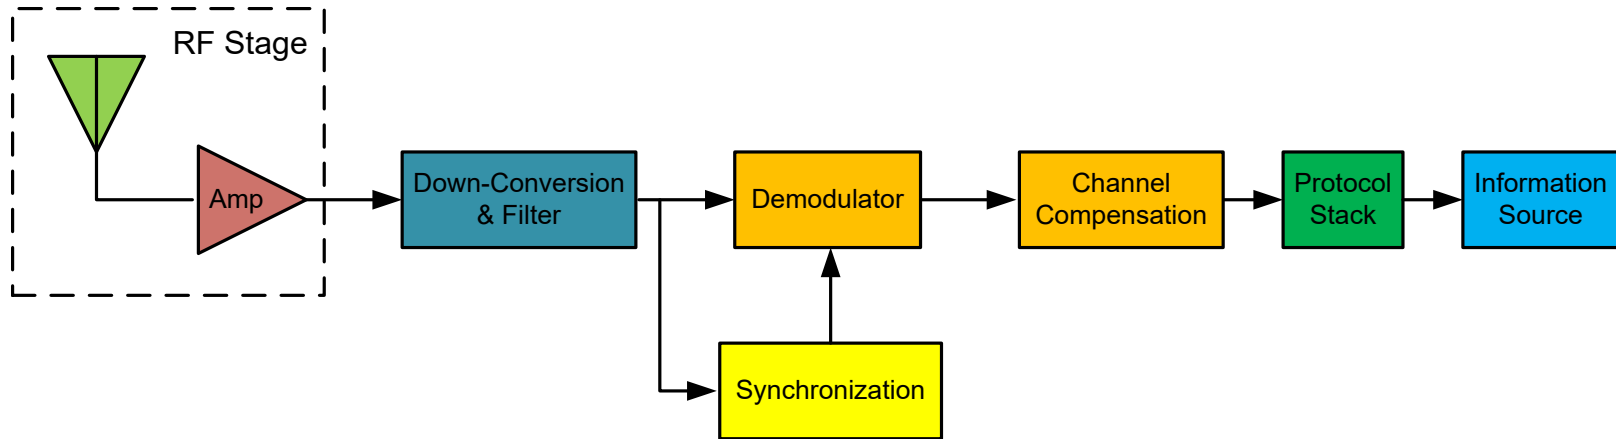 RF Stage
Amp
Down-Conversion
& Filter
Demodulator
Channel
Compensation
Protocol
Stack
Information
Source
Synchronization